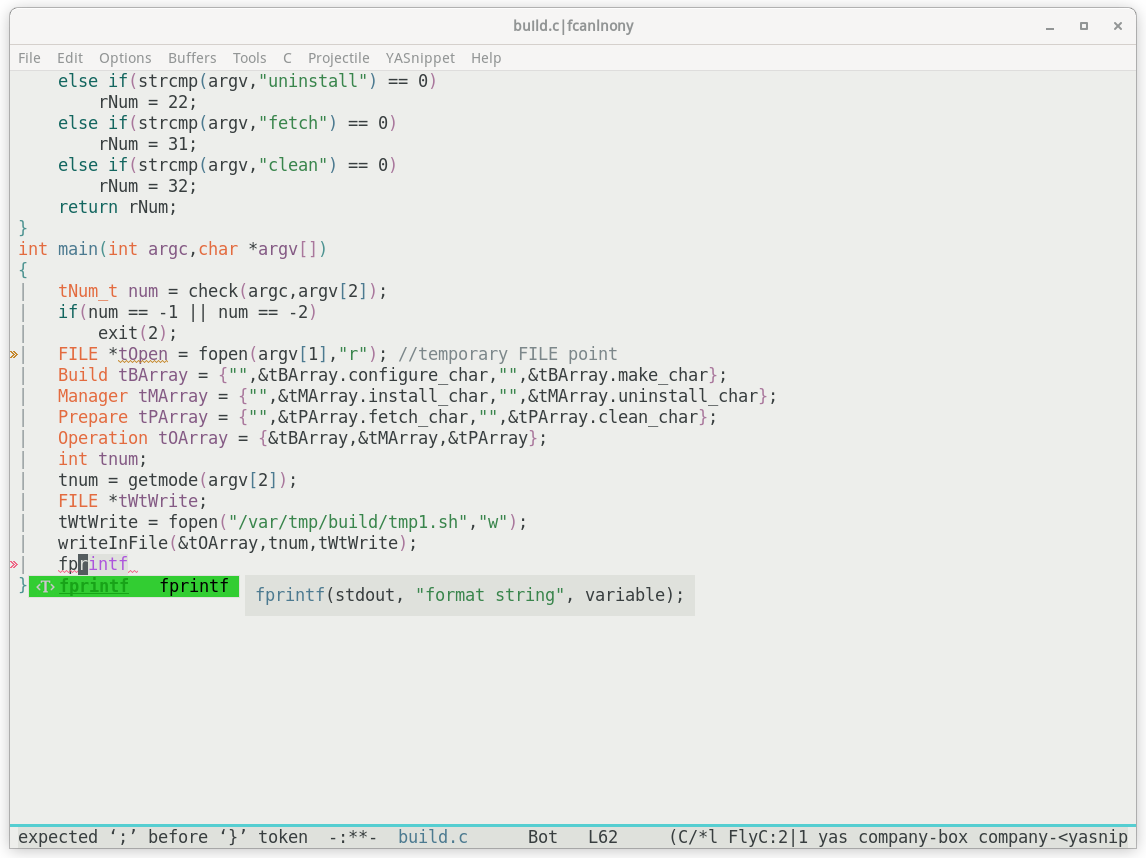 build.c|fcanlnony
File Edit Options Buffers Tools C Projectile YASnippet Help
else if(strcmp(argv,"uninstall") == 0)
rNum = 22;
else if(strcmp(argv,"fetch") == 0)
rNum = 31;
else if(strcmp(argv,"clean") == 0)
rNum = 32;
return rNum;
}
int main(int argc,char *argv[])
{
| tNum_t num = check(argc,argv[2]);
| if(num == -1 || num == -2)
| exit(2);
»| FILE *tOpen = fopen(argv[1],"r"); //temporary FILE point
| Build tBArray = {"",&tBArray.configure_char,"",&tBArray.make_char};
| Manager tMArray = {"",&tMArray.install_char,"",&tMArray.uninstall_char};
| Prepare tPArray = {"",&tPArray.fetch_char,"",&tPArray.clean_char};
| Operation tOArray = {&tBArray,&tMArray,&tPArray};
| int tnum;
| tnum = getmode(argv[2]);
| FILE *tWtWrite;
| tWtWrite = fopen("/var/tmp/build/tmp1.sh","w");
| writeInFile(&tOArray,tnum,tWtWrite);
»| fprintf
} <T> fprintf fprintf
fprintf(stdout, "format string", variable);
expected ‘;’ before ‘}’ token -:**- build.c Bot L62 (C/*l FlyC:2|1 yas company-box company-<yasnip